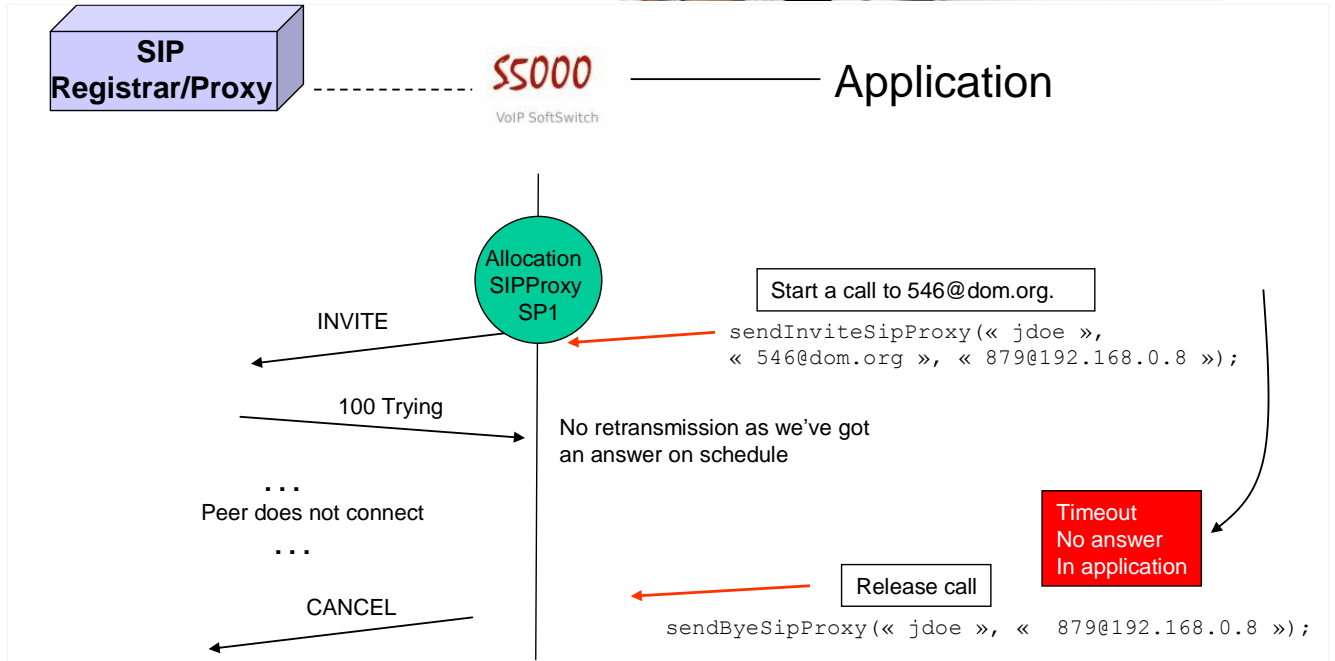 SIP
Registrar/Proxy
S5000
VoIP SoftSwitch
Application
Allocation
SIPProxy
SP1
Start a call to 546@dom.org.
INVITE
sendInviteSipProxy(« jdoe »,
« 546@dom.org », « 879@192.168.0.8 »);
100 Trying
No retransmission as we've got
an answer on schedule
...
Peer does not connect
...
Timeout
No answer
In application
Release call
CANCEL
sendByeSipProxy(« jdoe », « 879@192.168.0.8 »);